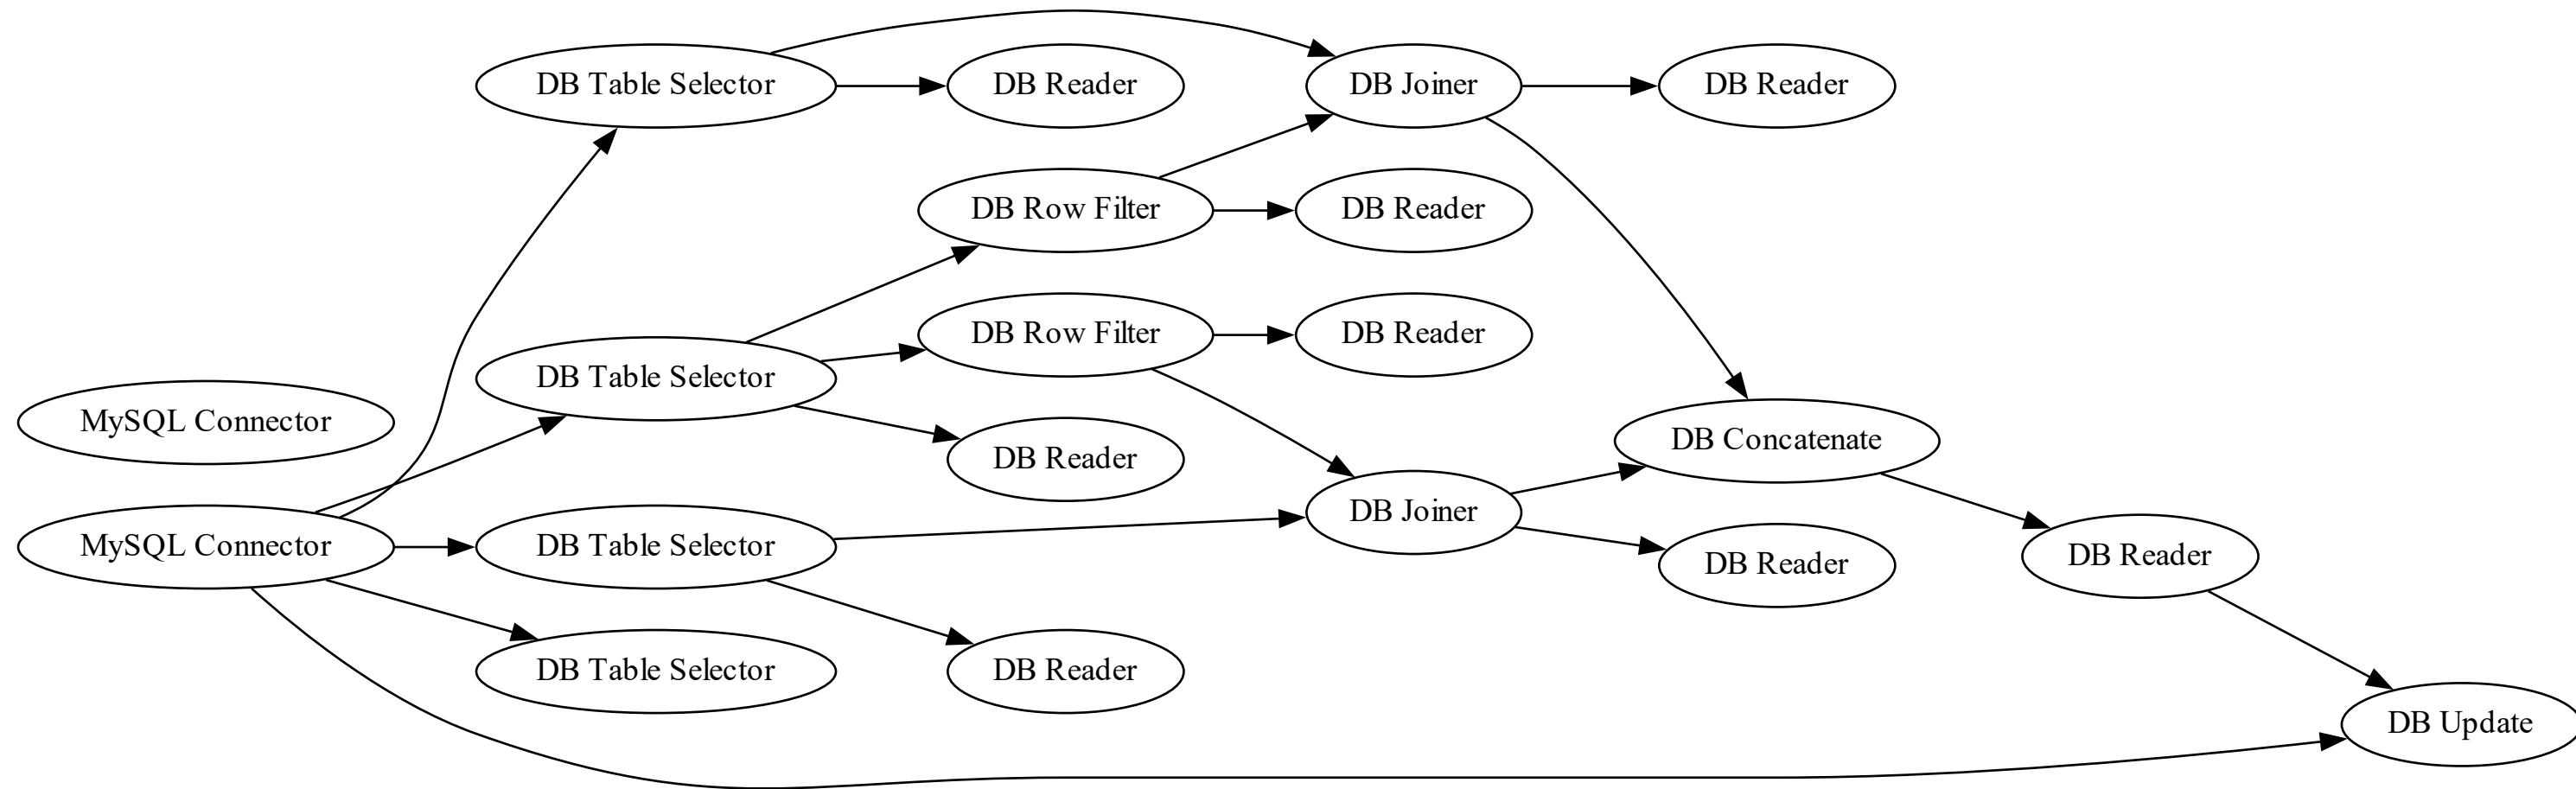 DB Table Selector
DB Reader
DB Joiner
DB Reader
DB Row Filter
DB Reader
DB Row Filter
DB Reader
DB Table Selector
MySQL Connector
DB Reader
DB Concatenate
DB Joiner
MySQL Connector
DB Table Selector
DB Reader
DB Reader
DB Table Selector
DB Reader
DB Update